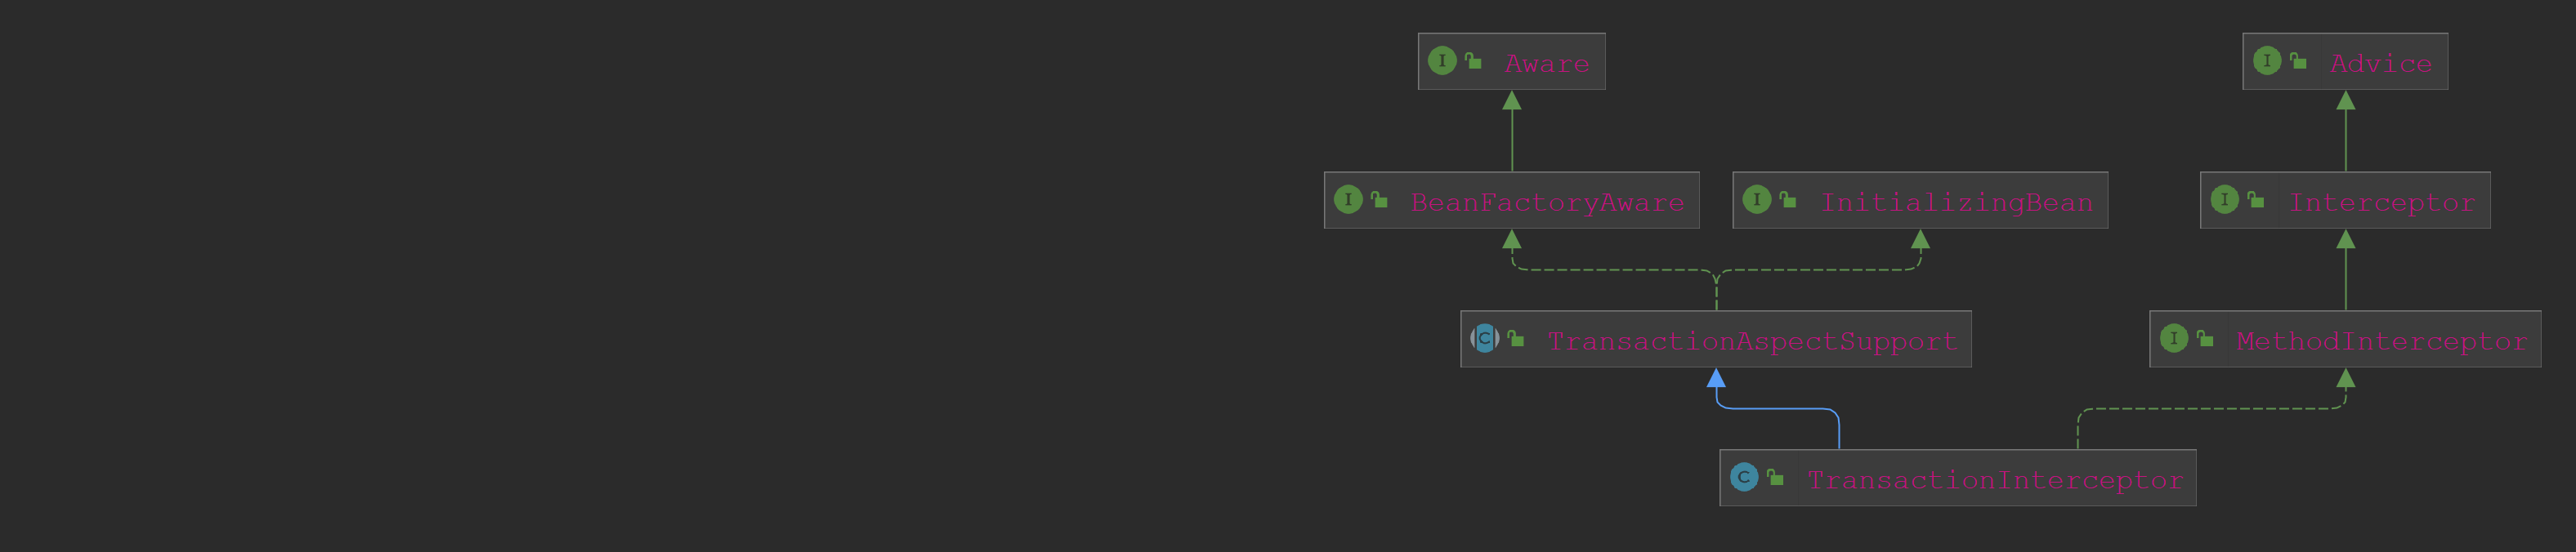 I Aware
I Advice
I BeanFactoryAware
I InitializingBean
I Interceptor
C TransactionAspectSupport
I MethodInterceptor
C TransactionInterceptor